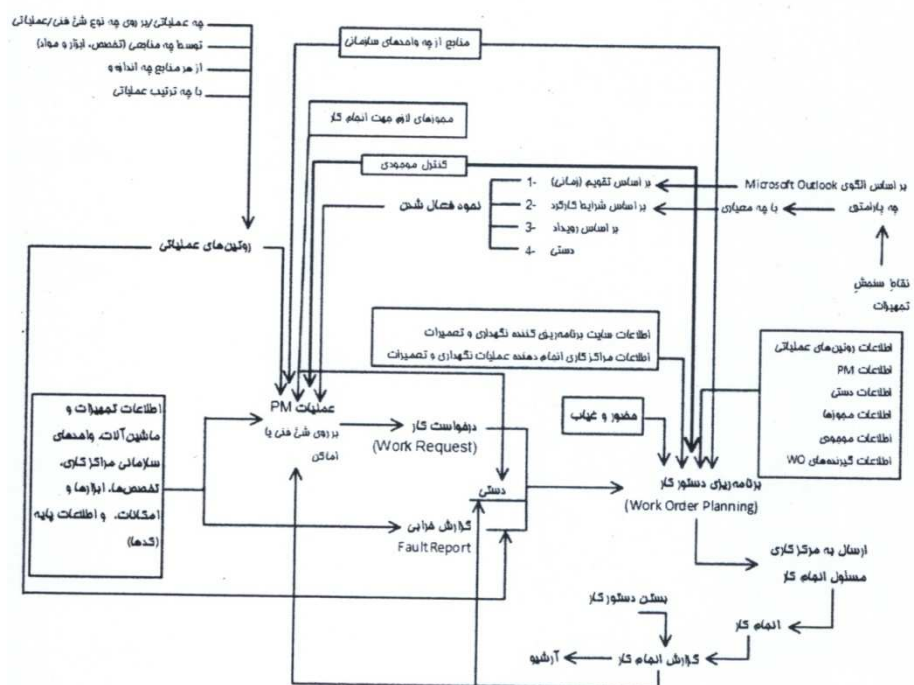 چه عملیاتی/بر روی چه نوع شئ فنی/عملیاتی
توسط چه منابعی (تخصص، ابزار و مواد)
از هر منابع چه اندازه و
با چه ترتیب عملیاتی
منابع از چه واحدهای سازمانی
مجوزهای لازم جهت انجام کار
کنترل موجودی
نحوه فعال شدن
1- بر اساس تقویم (زمانی)
2- بر اساس شرایط کارکرد
3- بر اساس رویداد
4- دستی
بر اساس الگوی Microsoft Outlook
با چه معیاری
چه پارامتری
نقاط سنجش
تجهیزات
روتین‌های عملیاتی
اطلاعات سایت برنامه‌ریزی کننده نگهداری و تعمیرات
اطلاعات مراکز کاری انجام دهنده عملیات نگهداری و تعمیرات
اطلاعات روتین‌های عملیاتی
اطلاعات PM
اطلاعات دستی
اطلاعات مجوزها
اطلاعات موجودی
اطلاعات گیرنده‌های WO
حضور و غیاب
اطلاعات تجهیزات و
ماشین‌آلات، واحدهای
سازمانی مراکز کاری،
تخصص‌ها، ابزارها و
امکانات، و اطلاعات پایه
(کدها)
عملیات PM
بر روی شئ فنی یا
اماکن
درخواست کار
(Work Request)
دستی
گزارش خرابی
Fault Report
برنامه‌ریزی دستور کار
(Work Order Planning)
ارسال به مرکز کاری
مسئول انجام کار
انجام کار
بستن دستور کار
گزارش انجام کار
آرشیو